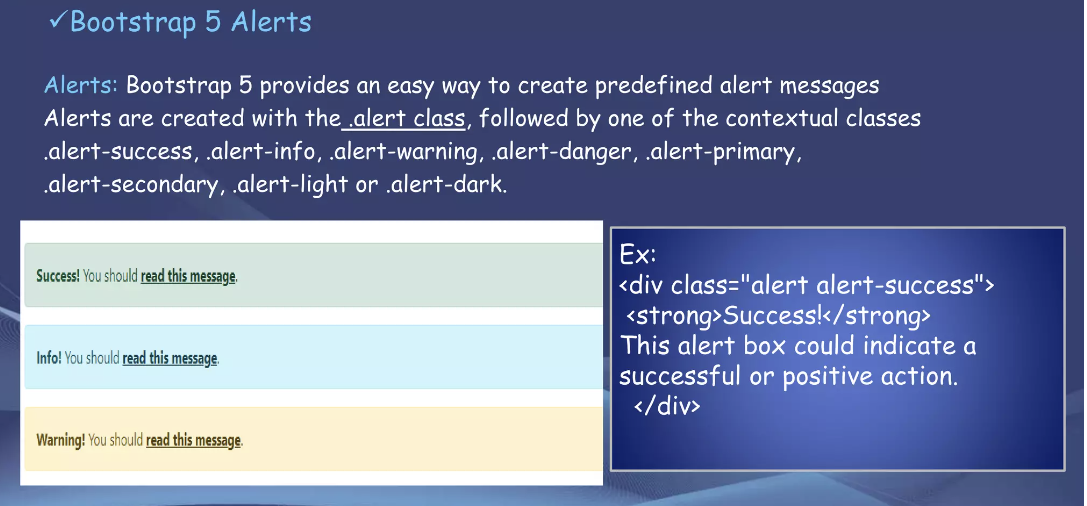 ✓Bootstrap 5 Alerts
Alerts: Bootstrap 5 provides an easy way to create predefined alert messages
Alerts are created with the .alert class, followed by one of the contextual classes
.alert-success, .alert-info, .alert-warning, .alert-danger, .alert-primary,
.alert-secondary, .alert-light or .alert-dark.
Success! You should read this message.
Info! You should read this message.
Warning! You should read this message.
Ex:
<div class="alert alert-success">
<strong>Success!</strong>
This alert box could indicate a
successful or positive action.
</div>